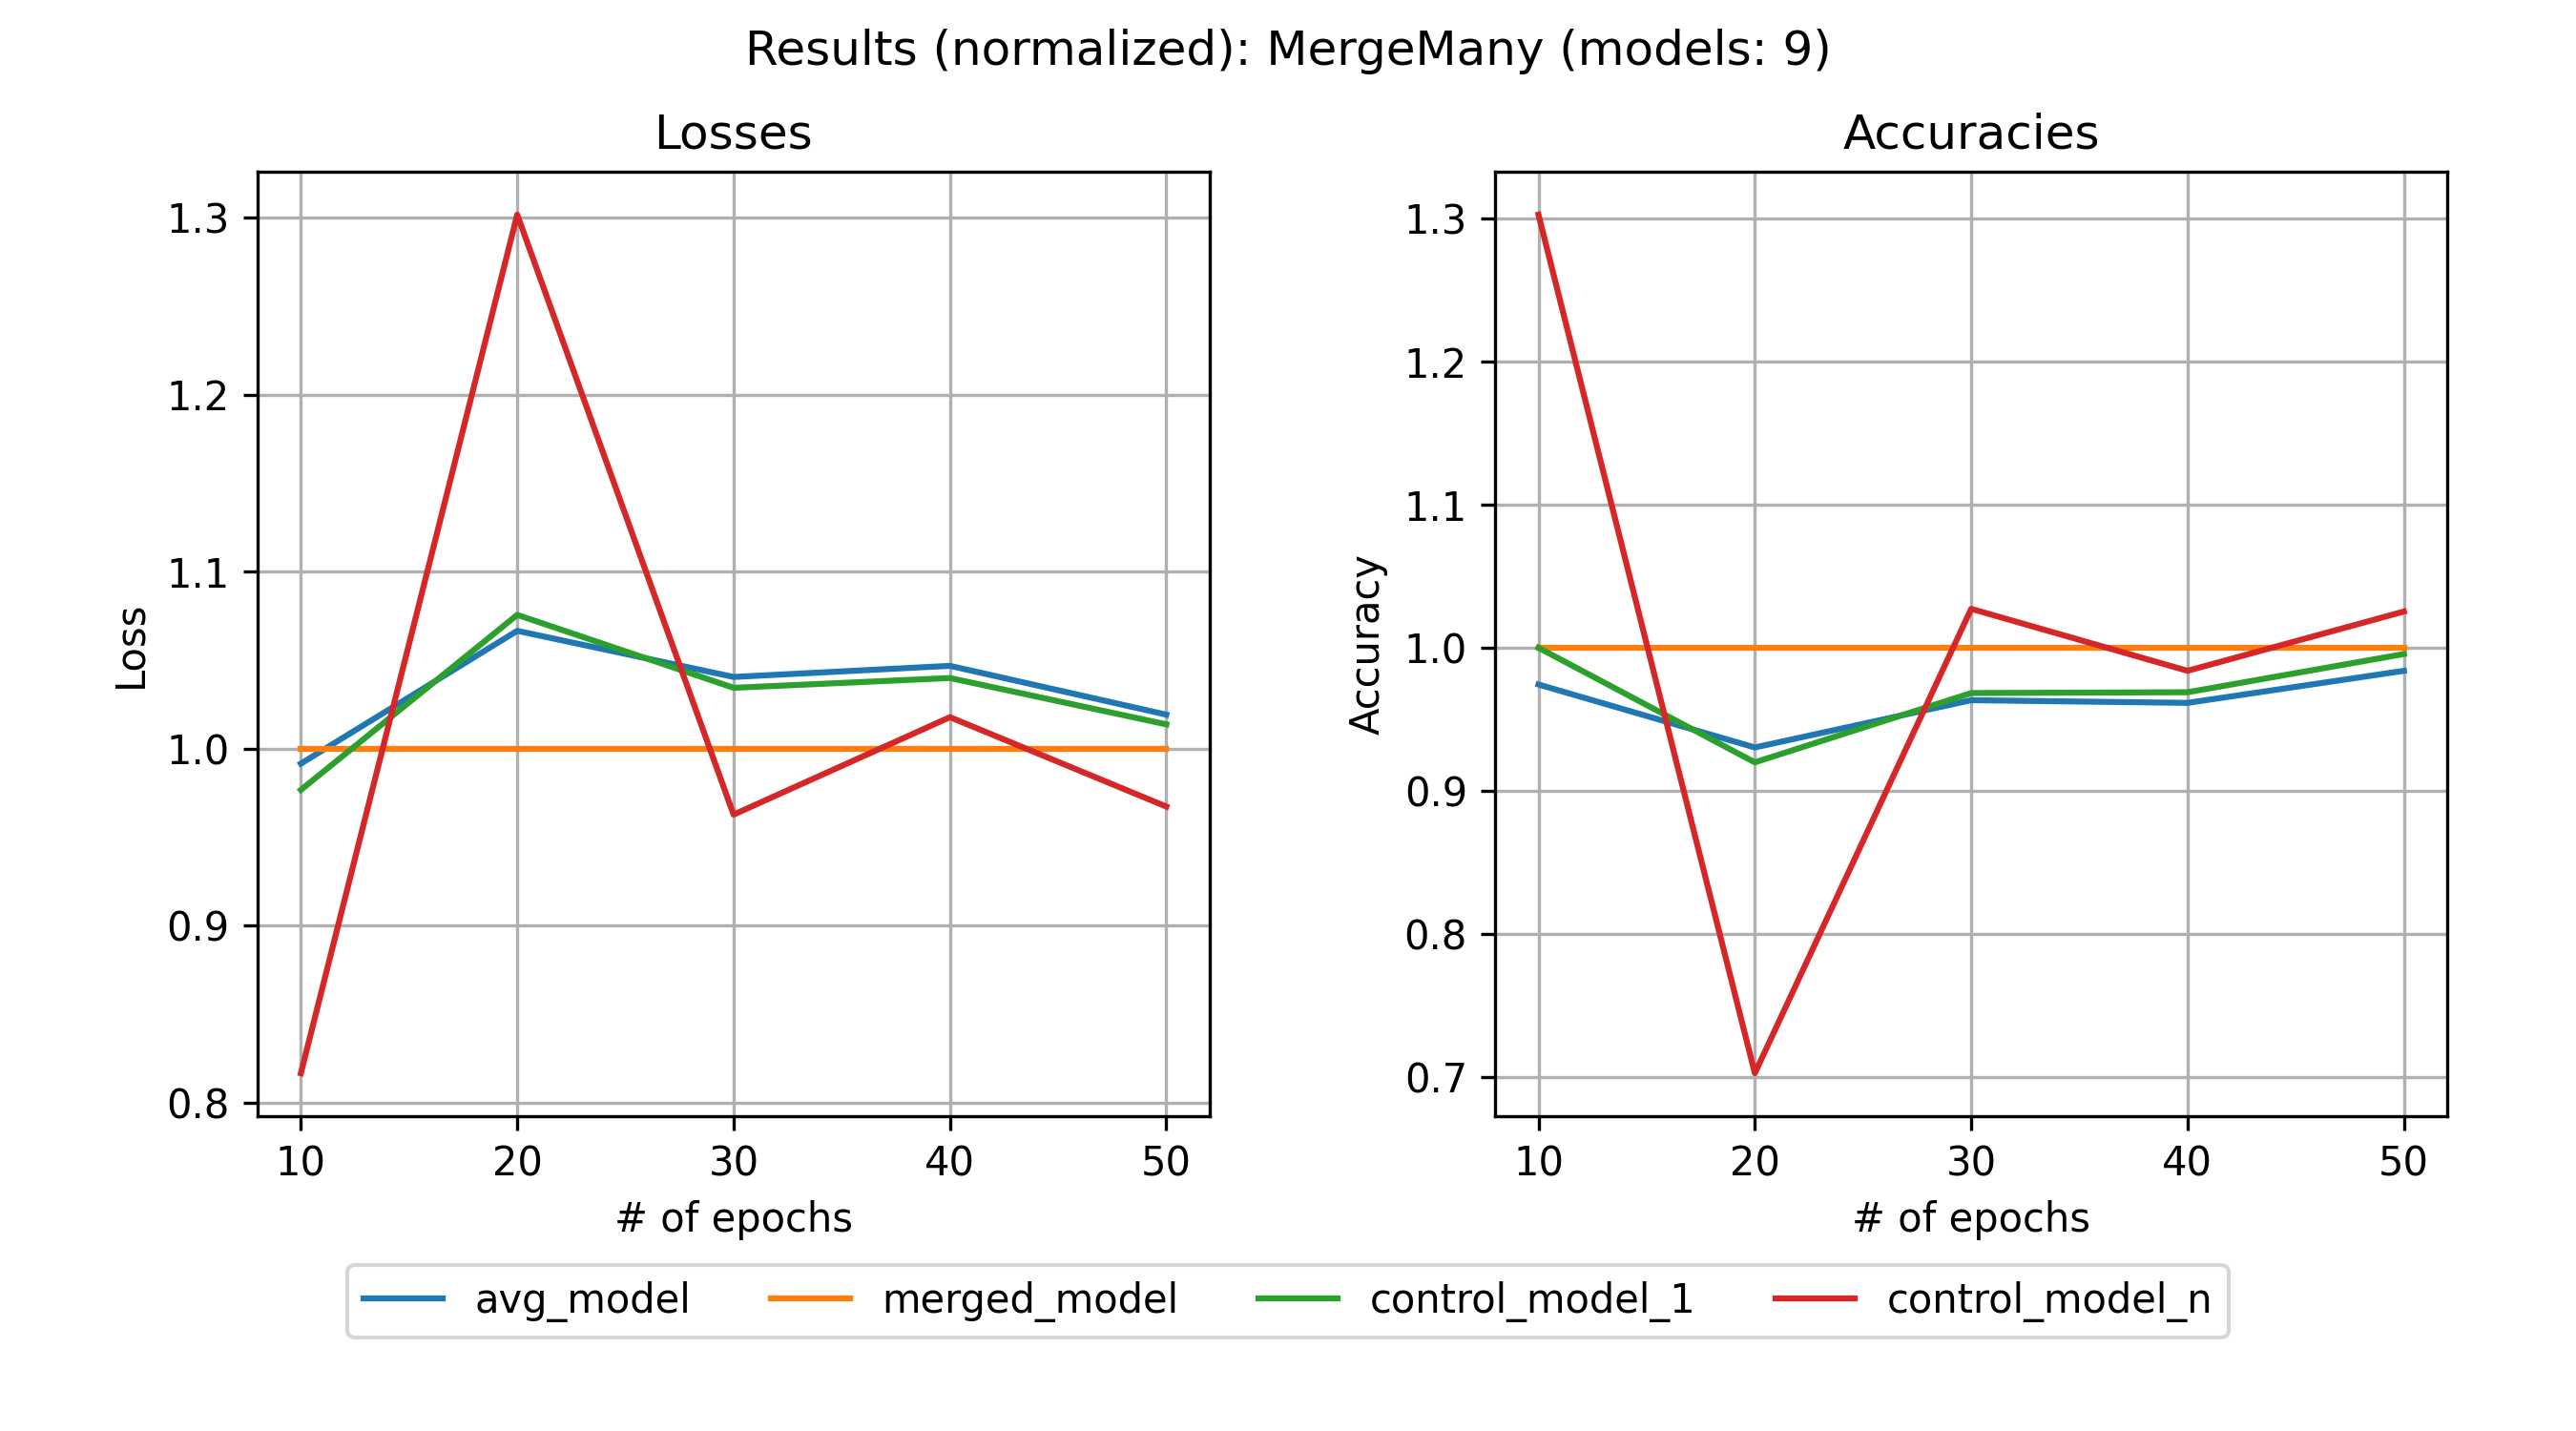 Results (normalized): MergeMany (models: 9)
Losses
1.3
1.2
1.1
1.0
0.9
0.8
Loss
10 20 30 40 50
# of epochs
Accuracies
1.3
1.2
1.1
1.0
0.9
0.8
0.7
Accuracy
10 20 30 40 50
# of epochs
avg_model merged_model control_model_1 control_model_n